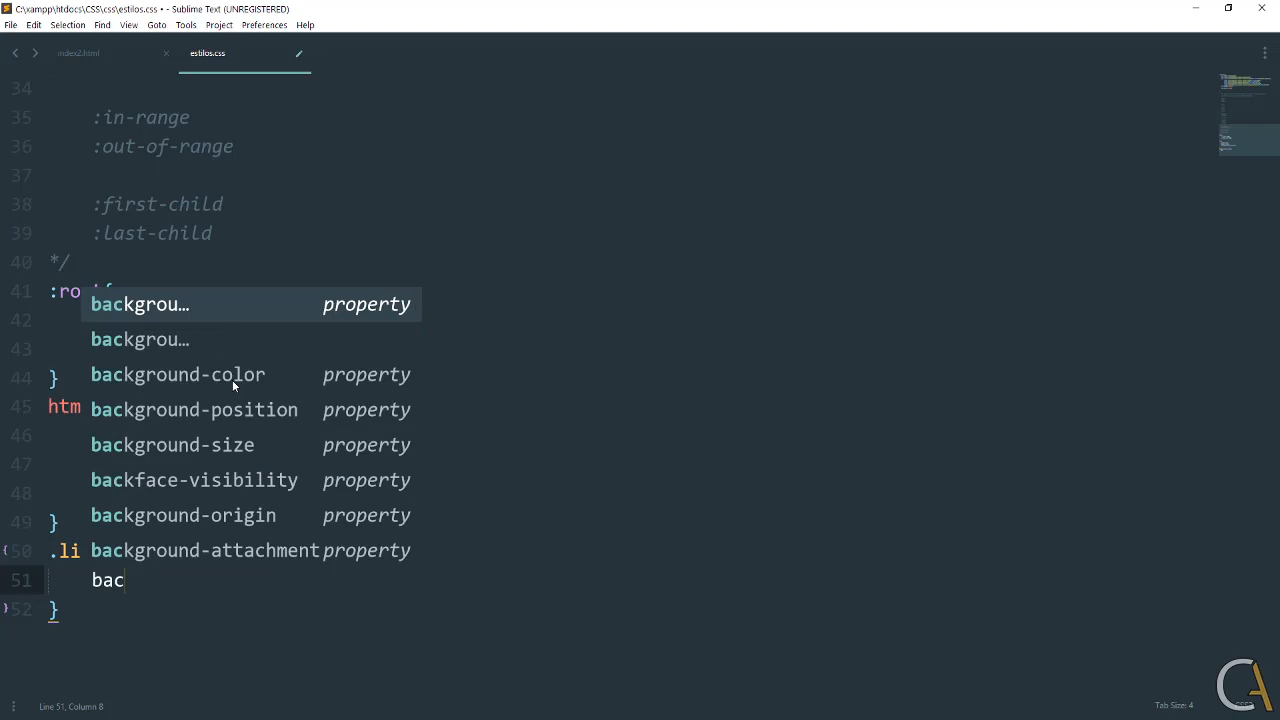 C:\xampp\htdocs\CSS\css\estilos.css • - Sublime Text (UNREGISTERED)
File Edit Selection Find View Goto Tools Project Preferences Help
index2.html × estilos.css
34
35 :in-range
36 :out-of-range
37
38 :first-child
39 :last-child
40 */
41 :ro
backgrou… property
42
43 backgrou…
44 } background-color property
45 htm background-position property
46 background-size property
47
48 backface-visibility property
49 } background-origin property
50 .li background-attachment property
51 bac
52 }
Line 51, Column 8
Tab Size: 4
CA